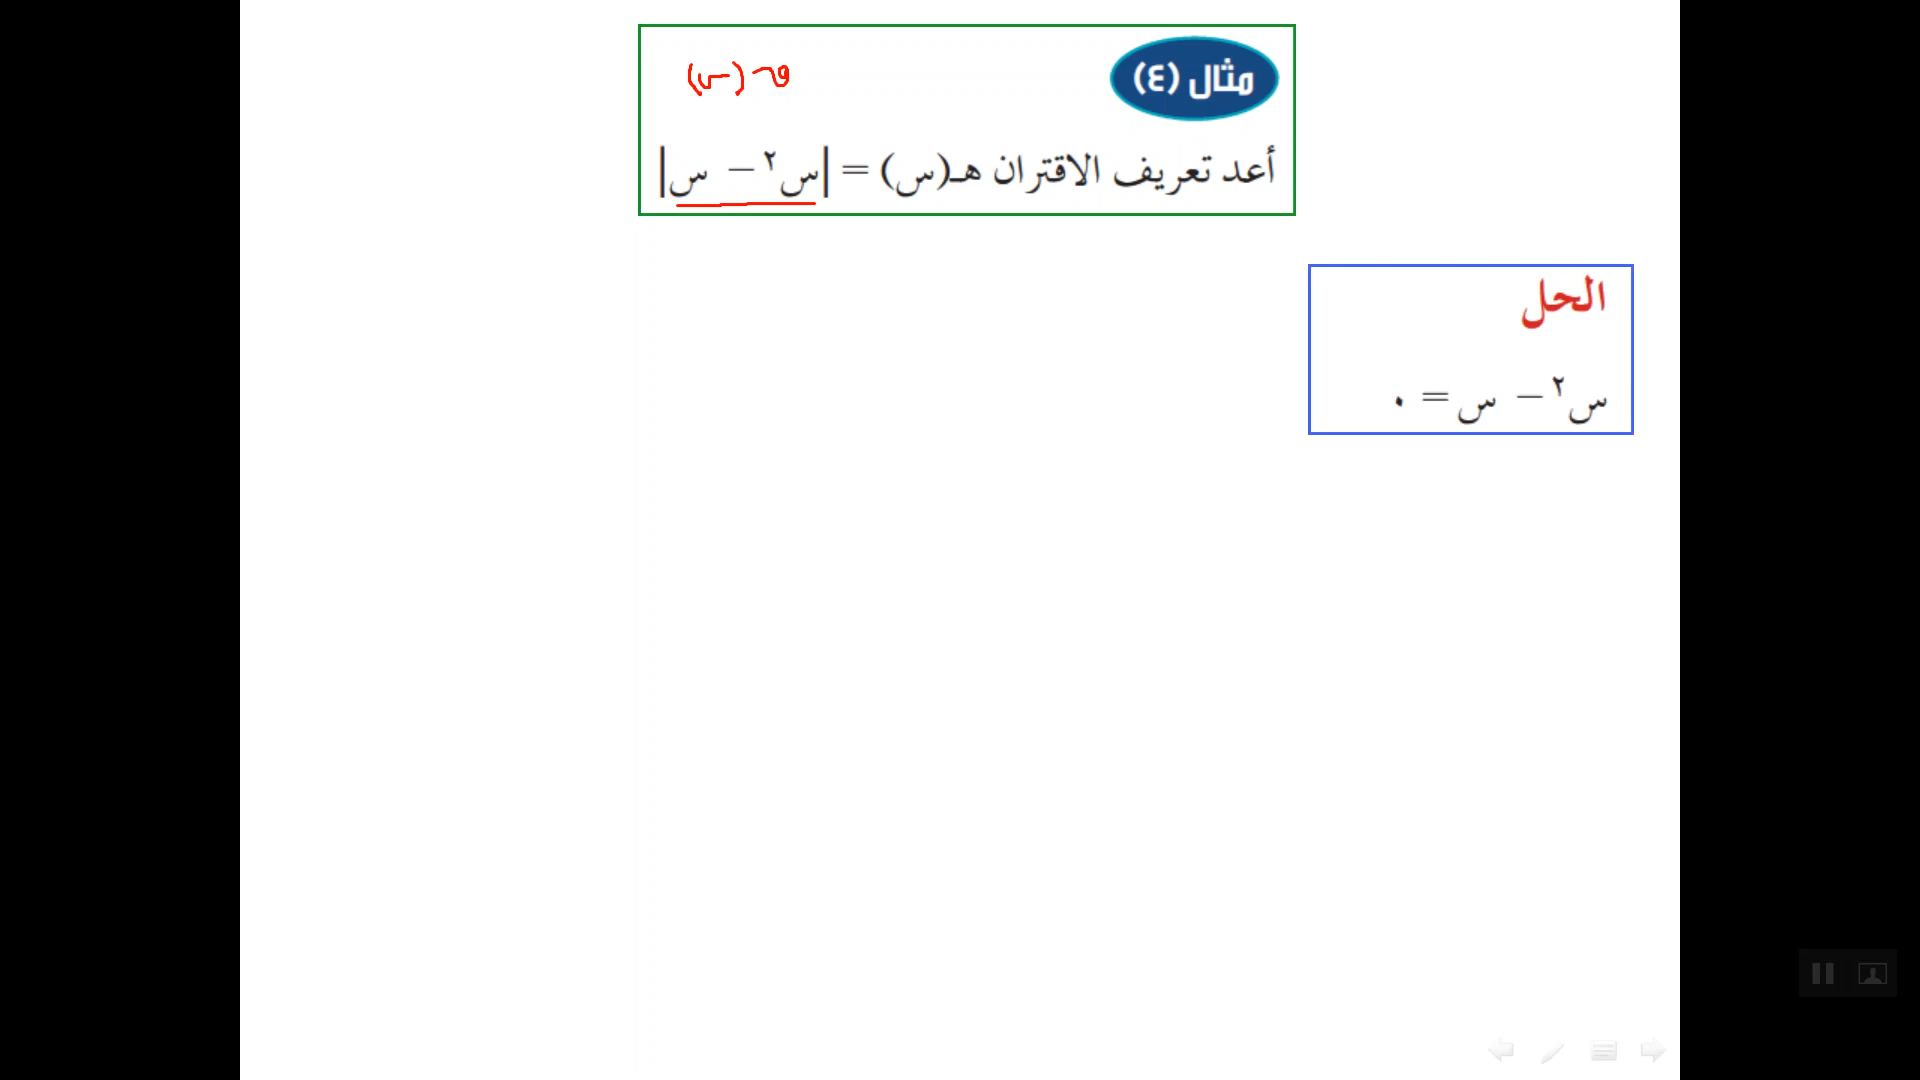 مثال (٤)
ق(س)
أعد تعريف الاقتران هـ(س) = |س٢ – س|
الحل
س٢ – س = ٠